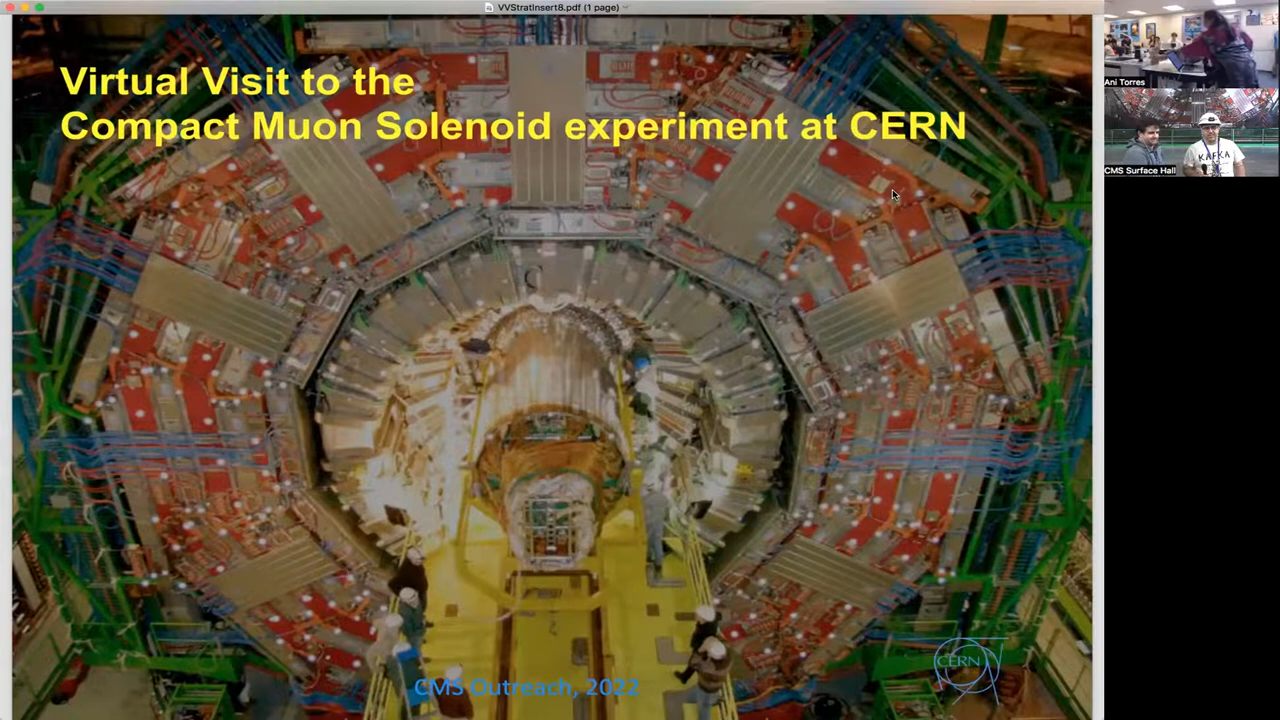 VVStratInsert8.pdf (1 page)
Virtual Visit to the
Compact Muon Solenoid experiment at CERN
Ani Torres
KAFKA
CMS Surface Hall
CERN
CMS Outreach, 2022